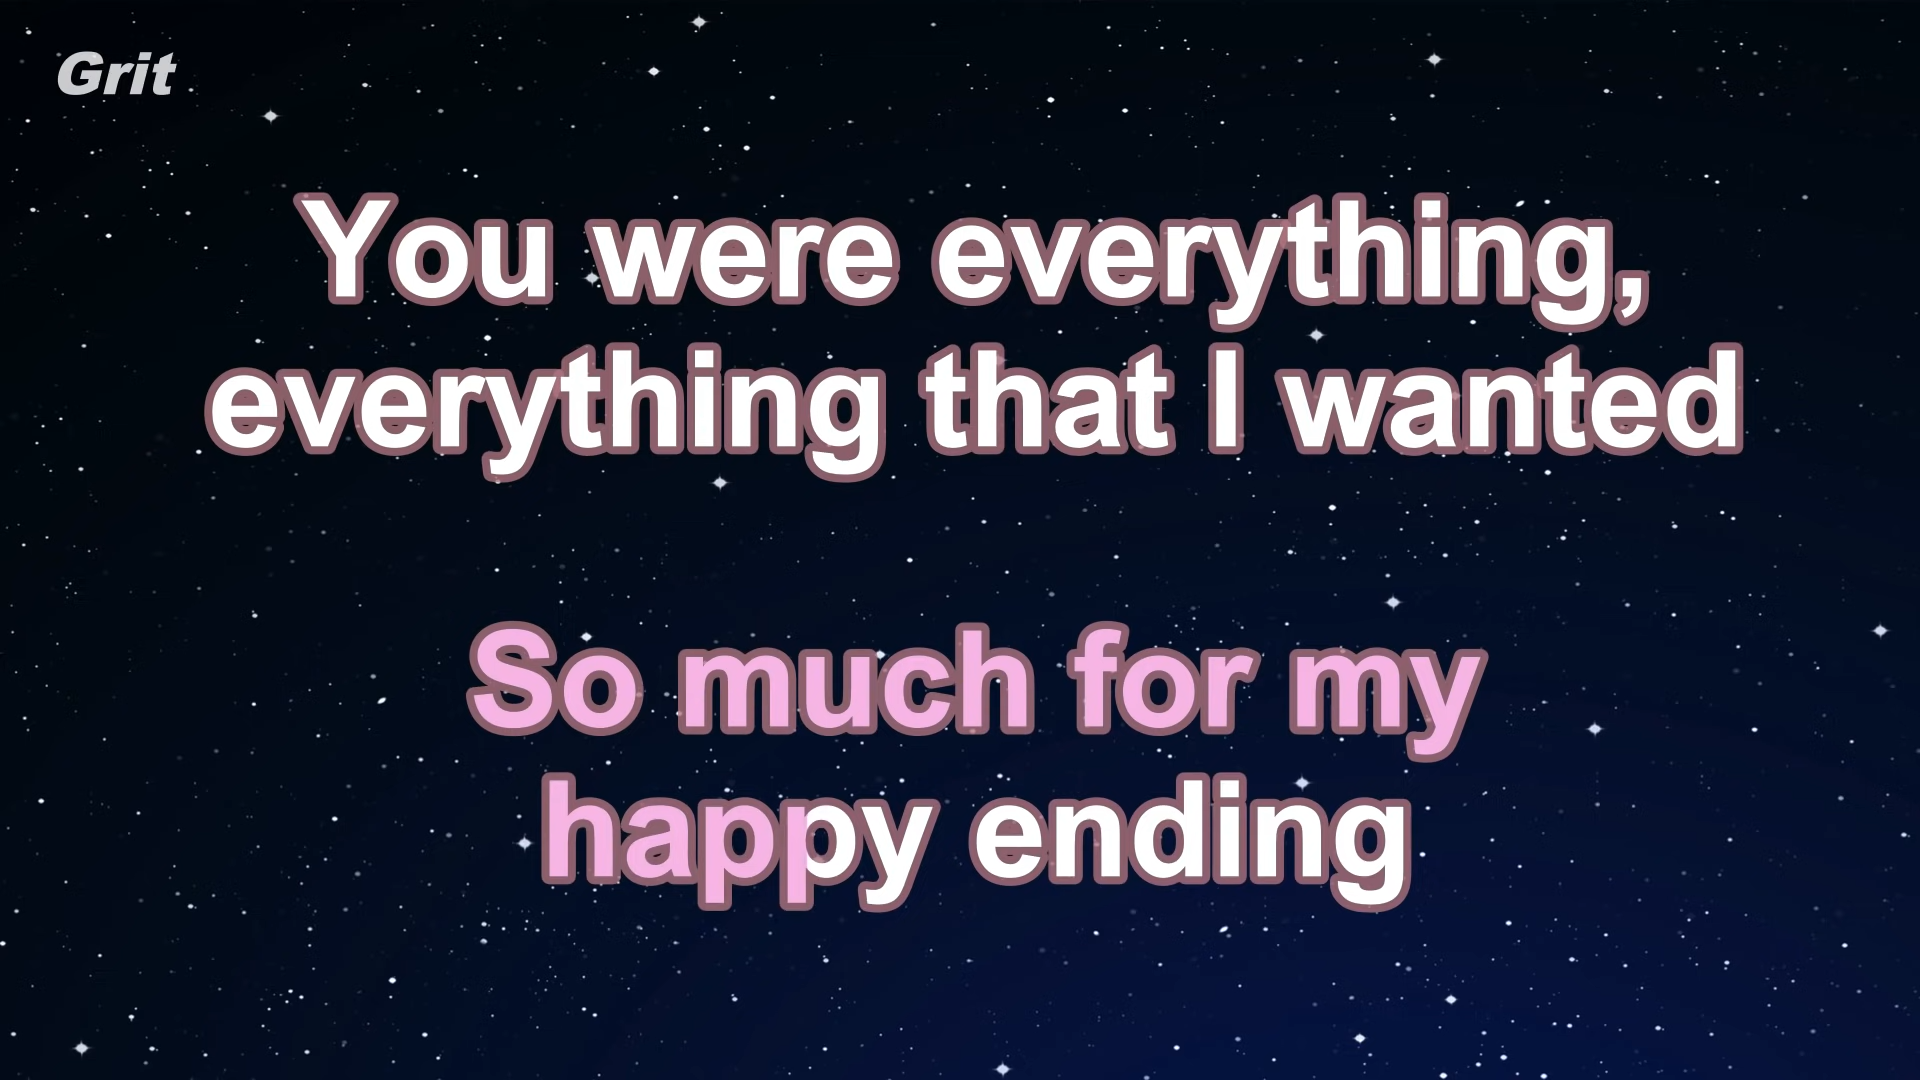 Grit
You were everything,
everything that I wanted
So much for my
happy ending